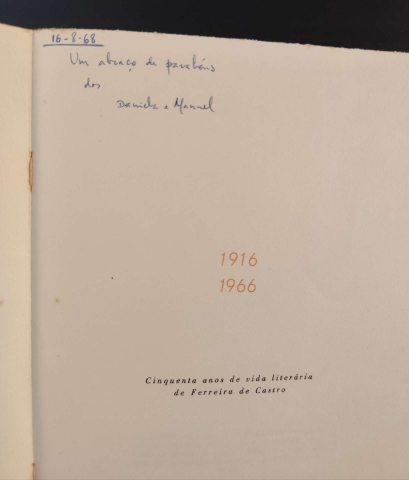 16-8-68
Um abraço de parabéns
dos
Daniela e Manuel
1916
1966
Cinquenta anos de vida literária
de Ferreira de Castro